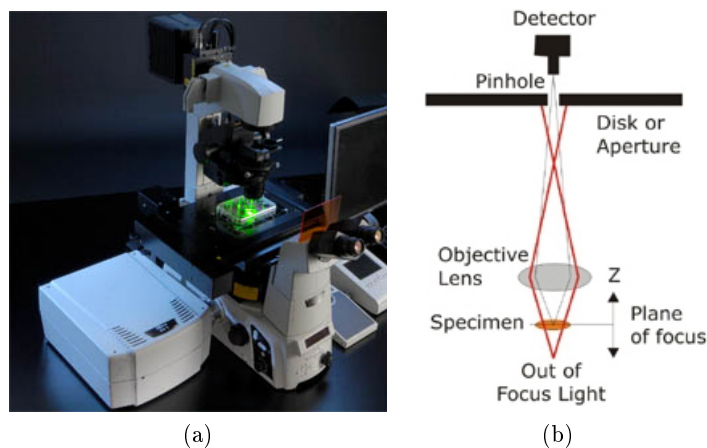 Detector
Pinhole
Disk or
Aperture
Objective
Lens
Z
Specimen
Plane
of focus
Out of
Focus Light
(a)
(b)